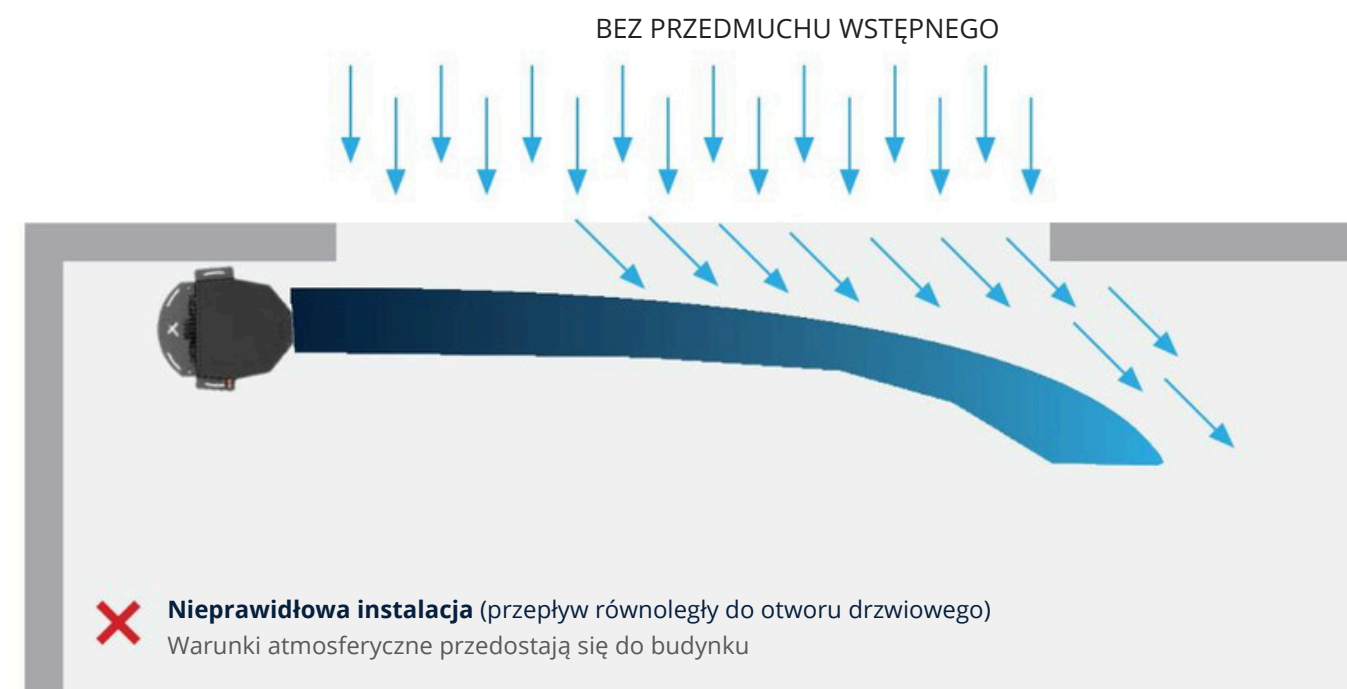 BEZ PRZEDMUCHU WSTĘPNEGO
Nieprawidłowa instalacja (przepływ równoległy do otworu drzwiowego)
Warunki atmosferyczne przedostają się do budynku